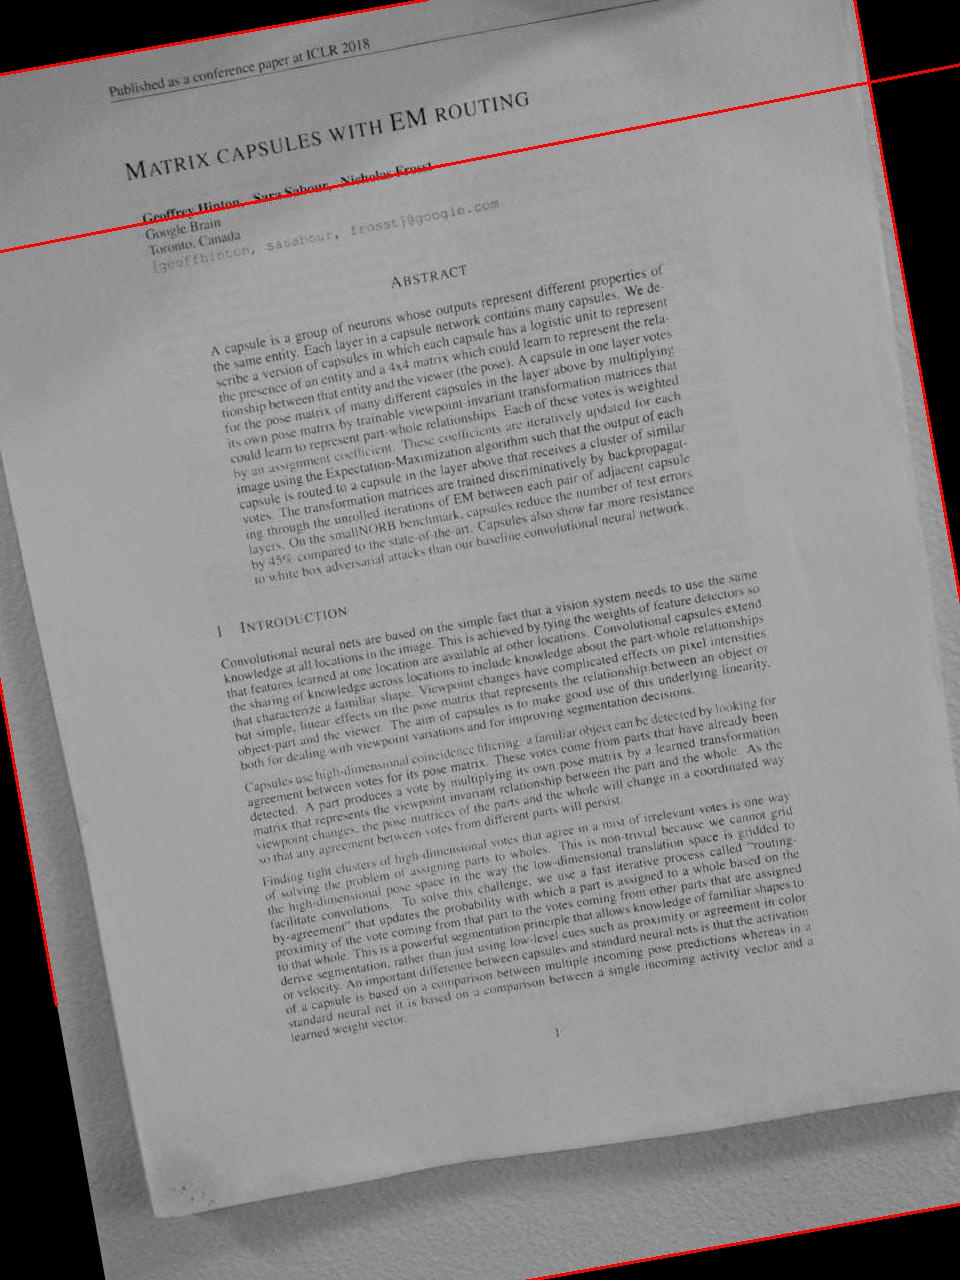 Published as a conference paper at ICLR 2018
MATRIX CAPSULES WITH EM ROUTING
Geoffrey Hinton, Sara Sabour, Nicholas Frosst
Google Brain
Toronto, Canada
{geoffhinton, sasabour, frosst}@google.com
ABSTRACT
A capsule is a group of neurons whose outputs represent different properties of
the same entity. Each layer in a capsule network contains many capsules. We de-
scribe a version of capsules in which each capsule has a logistic unit to represent
the presence of an entity and a 4x4 matrix which could learn to represent the rela-
tionship between that entity and the viewer (the pose). A capsule in one layer votes
for the pose matrix of many different capsules in the layer above by multiplying
its own pose matrix by trainable viewpoint-invariant transformation matrices that
could learn to represent part-whole relationships. Each of these votes is weighted
by an assignment coefficient. These coefficients are iteratively updated for each
image using the Expectation-Maximization algorithm such that the output of each
capsule is routed to a capsule in the layer above that receives a cluster of similar
votes. The transformation matrices are trained discriminatively by backpropagat-
ing through the unrolled iterations of EM between each pair of adjacent capsule
layers. On the smallNORB benchmark, capsules reduce the number of test errors
by 45% compared to the state-of-the-art. Capsules also show far more resistance
to white box adversarial attacks than our baseline convolutional neural network.
1 INTRODUCTION
Convolutional neural nets are based on the simple fact that a vision system needs to use the same
knowledge at all locations in the image. This is achieved by tying the weights of feature detectors so
that features learned at one location are available at other locations. Convolutional capsules extend
the sharing of knowledge across locations to include knowledge about the part-whole relationships
that characterize a familiar shape. Viewpoint changes have complicated effects on pixel intensities
but simple, linear effects on the pose matrix that represents the relationship between an object or
object-part and the viewer. The aim of capsules is to make good use of this underlying linearity,
both for dealing with viewpoint variations and for improving segmentation decisions.
Capsules use high-dimensional coincidence filtering: a familiar object can be detected by looking for
agreement between votes for its pose matrix. These votes come from parts that have already been
detected. A part produces a vote by multiplying its own pose matrix by a learned transformation
matrix that represents the viewpoint invariant relationship between the part and the whole. As the
viewpoint changes, the pose matrices of the parts and the whole will change in a coordinated way
so that any agreement between votes from different parts will persist.
Finding tight clusters of high-dimensional votes that agree in a mist of irrelevant votes is one way
of solving the problem of assigning parts to wholes. This is non-trivial because we cannot grid
the high-dimensional pose space in the way the low-dimensional translation space is gridded to
facilitate convolutions. To solve this challenge, we use a fast iterative process called "routing-
by-agreement" that updates the probability with which a part is assigned to a whole based on the
proximity of the vote coming from that part to the votes coming from other parts that are assigned
to that whole. This is a powerful segmentation principle that allows knowledge of familiar shapes to
derive segmentation, rather than just using low-level cues such as proximity or agreement in color
or velocity. An important difference between capsules and standard neural nets is that the activation
of a capsule is based on a comparison between multiple incoming pose predictions whereas in a
standard neural net it is based on a comparison between a single incoming activity vector and a
learned weight vector.
1